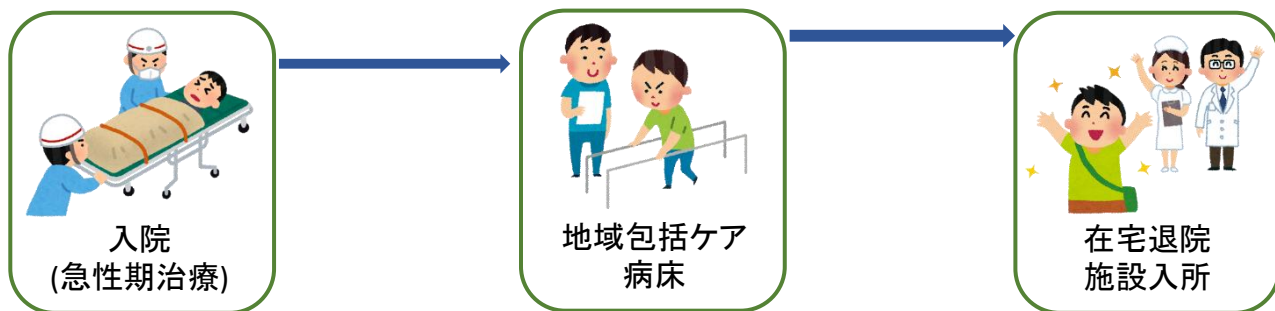 入院
(急性期治療)
地域包括ケア
病床
在宅退院
施設入所